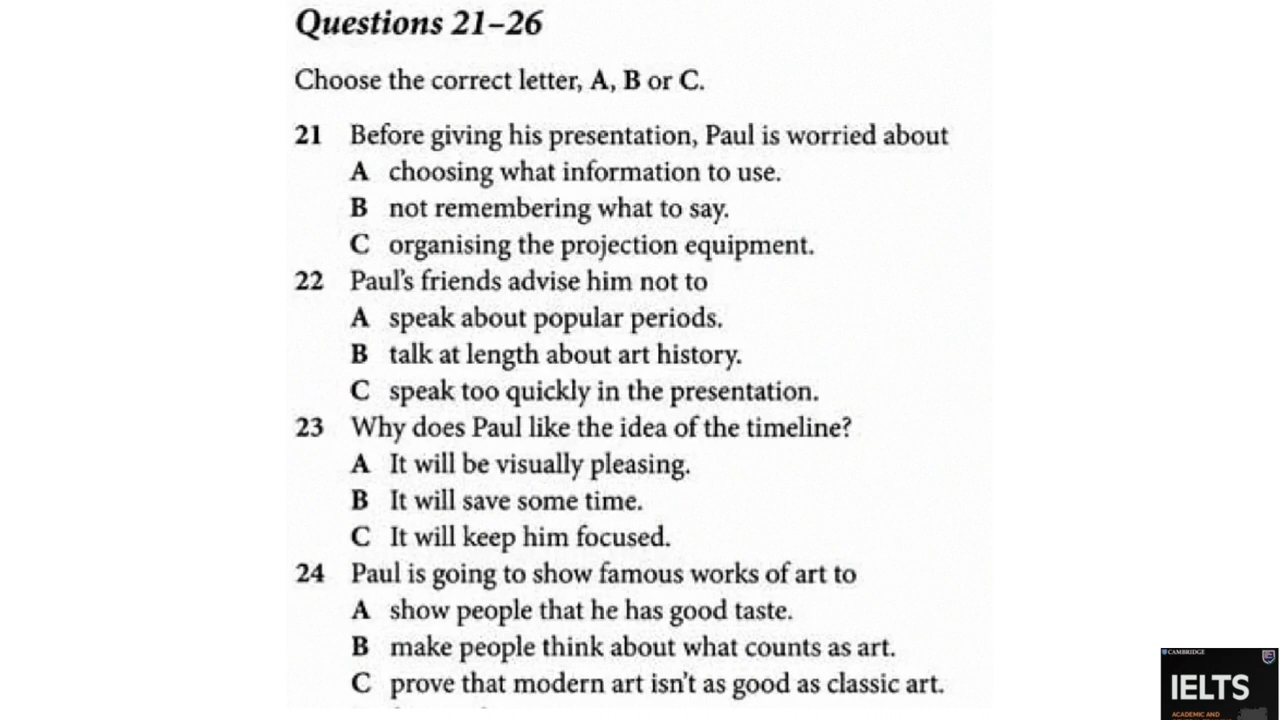 Questions 21–26
Choose the correct letter, A, B or C.
21 Before giving his presentation, Paul is worried about
A choosing what information to use.
B not remembering what to say.
C organising the projection equipment.
22 Paul's friends advise him not to
A speak about popular periods.
B talk at length about art history.
C speak too quickly in the presentation.
23 Why does Paul like the idea of the timeline?
A It will be visually pleasing.
B It will save some time.
C It will keep him focused.
24 Paul is going to show famous works of art to
A show people that he has good taste.
B make people think about what counts as art.
C prove that modern art isn't as good as classic art.
CAMBRIDGE
IELTS
ACADEMIC AND